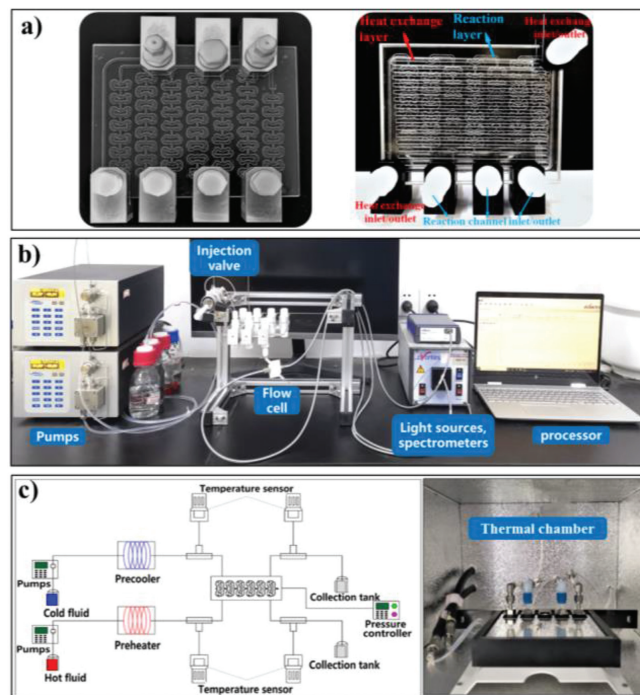 a)
Heat exchange
layer
Reaction
layer
Heat exchange
inlet/outlet
Heat exchange
inlet/outlet
Reaction channel inlet/outlet
b)
Injection
valve
Flow
cell
Pumps
Light sources,
spectrometers
processor
c)
Temperature sensor
Pumps
Precooler
Cold fluid
Collection tank
Pumps
Preheater
Pressure
controller
Hot fluid
Collection tank
Temperature sensor
Thermal chamber